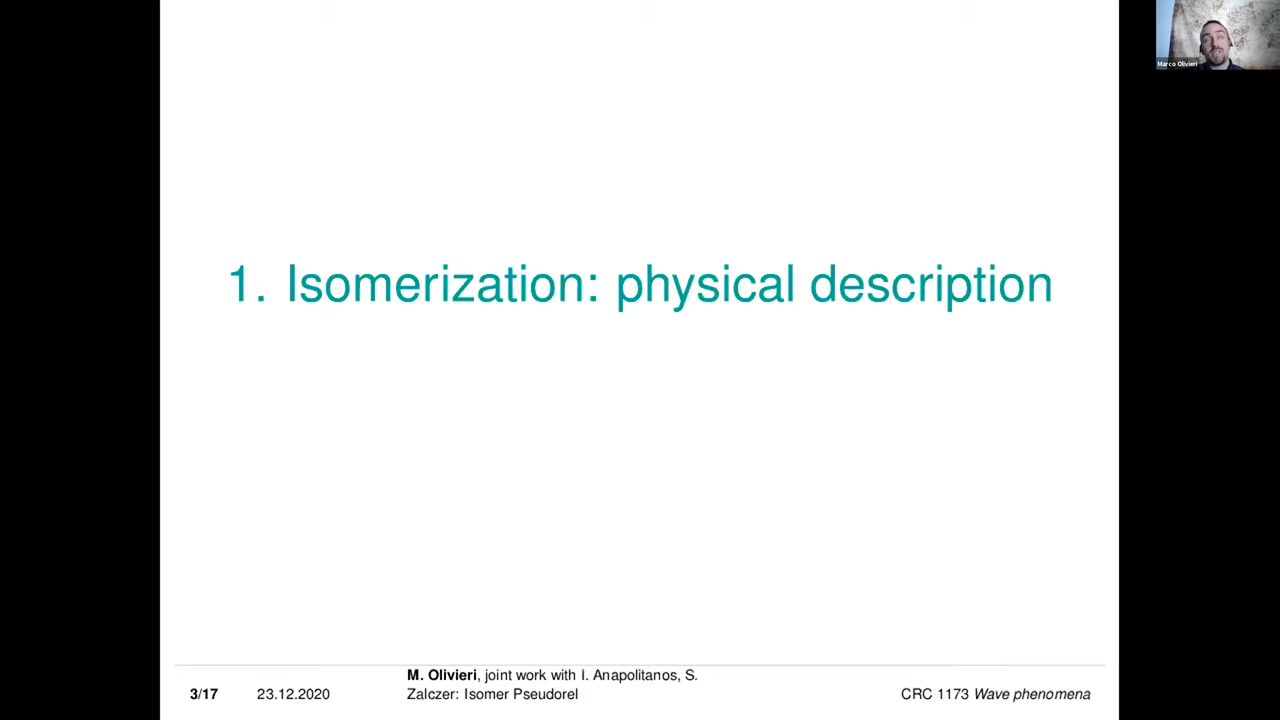 Marco Olivieri
1. Isomerization: physical description
M. Olivieri, joint work with I. Anapolitanos, S.
3/17 23.12.2020 Zalczer: Isomer Pseudorel CRC 1173 Wave phenomena